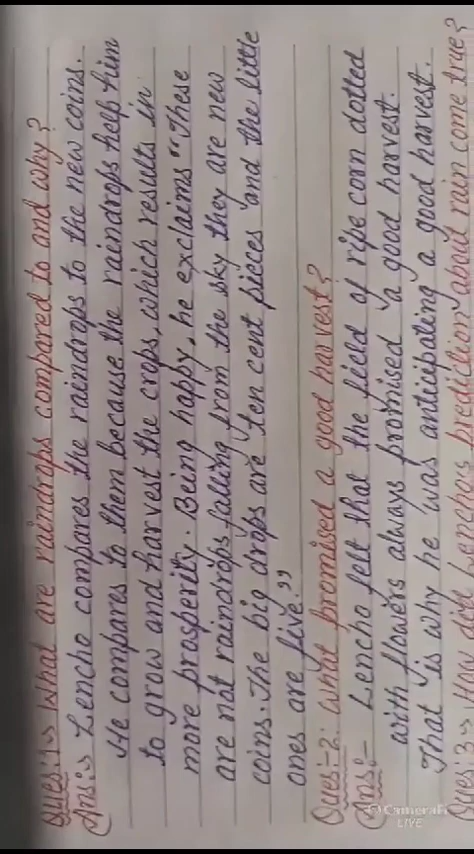 Ques:1 What are raindrops compared to and why?
Ans: Lencho compares the raindrops to the new coins.
He compares to them because the raindrops help him
to grow and harvest the crops, which results in
more prosperity. Being happy, he exclaims "These
are not raindrops falling from the sky they are new
coins. The big drops are ten cent pieces and the little
ones are five."
Ques:-2: What promised a good harvest?
Ans:- Lencho felt that the field of ripe corn dotted
with flowers always promised a good harvest.
That is why he was anticipating a good harvest.
Ques:3 How did Lencho's prediction about rain come true?
LIVE